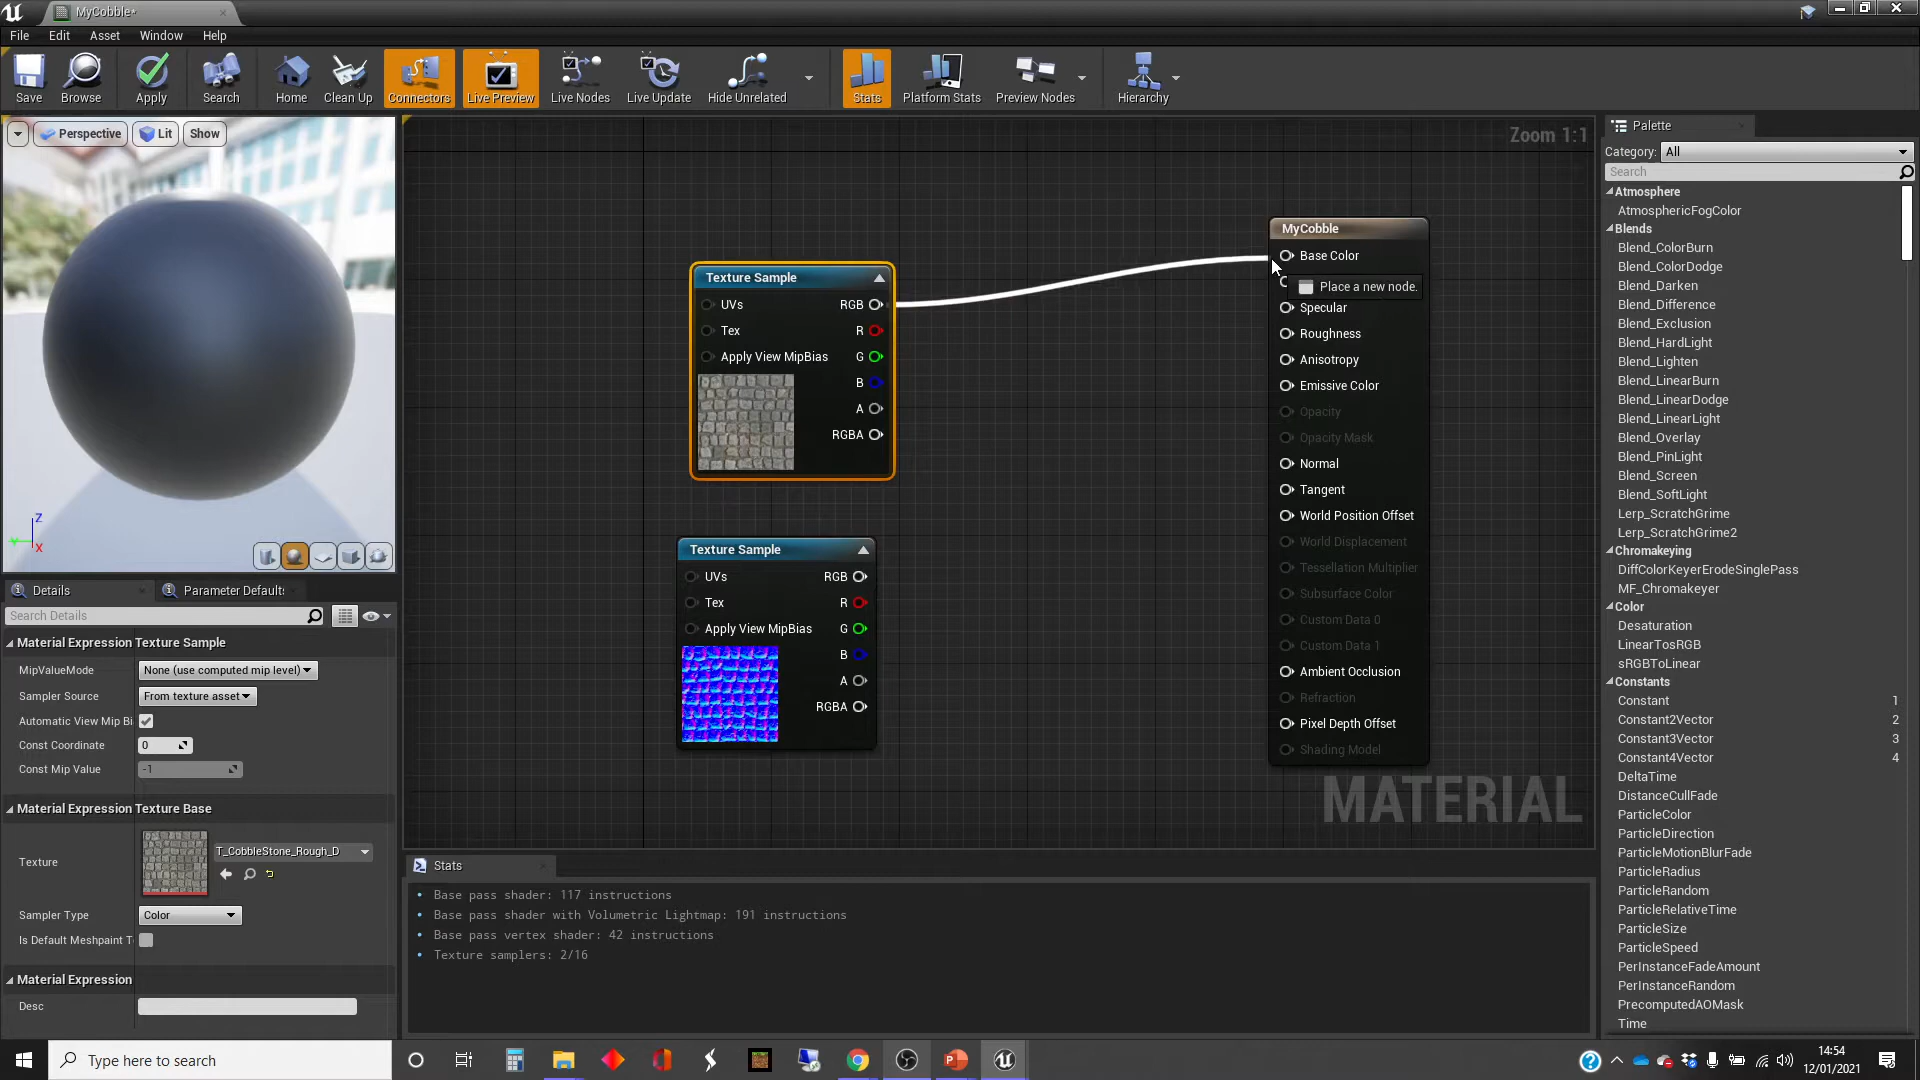 MyCobble*
File Edit Asset Window Help
Save Browse Apply Search Home Clean Up Connectors Live Preview Live Nodes Live Update Hide Unrelated Stats Platform Stats Preview Nodes Hierarchy
Perspective Lit Show
Zoom 1:1
Z
Y
X
Details
Parameter Default
Search Details
Material Expression Texture Sample
MipValueMode None (use computed mip level)
Sampler Source From texture asset
Automatic View Mip Bi
Const Coordinate 0
Const Mip Value -1
Material Expression Texture Base
Texture T_CobbleStone_Rough_D
Sampler Type Color
Is Default Meshpaint T
Material Expression
Desc
Texture Sample
UVs RGB
Tex R
Apply View MipBias G
B
A
RGBA
Texture Sample
UVs RGB
Tex R
Apply View MipBias G
B
A
RGBA
MyCobble
Base Color
Place a new node.
Specular
Roughness
Anisotropy
Emissive Color
Opacity
Opacity Mask
Normal
Tangent
World Position Offset
World Displacement
Tessellation Multiplier
Subsurface Color
Custom Data 0
Custom Data 1
Ambient Occlusion
Refraction
Pixel Depth Offset
Shading Model
MATERIAL
Stats
Base pass shader: 117 instructions
Base pass shader with Volumetric Lightmap: 191 instructions
Base pass vertex shader: 42 instructions
Texture samplers: 2/16
Palette
Category: All
Search
Atmosphere
AtmosphericFogColor
Blends
Blend_ColorBurn
Blend_ColorDodge
Blend_Darken
Blend_Difference
Blend_Exclusion
Blend_HardLight
Blend_Lighten
Blend_LinearBurn
Blend_LinearDodge
Blend_LinearLight
Blend_Overlay
Blend_PinLight
Blend_Screen
Blend_SoftLight
Lerp_ScratchGrime
Lerp_ScratchGrime2
Chromakeying
DiffColorKeyerErodeSinglePass
MF_Chromakeyer
Color
Desaturation
LinearTosRGB
sRGBToLinear
Constants
Constant 1
Constant2Vector 2
Constant3Vector 3
Constant4Vector 4
DeltaTime
DistanceCullFade
ParticleColor
ParticleDirection
ParticleMotionBlurFade
ParticleRadius
ParticleRandom
ParticleRelativeTime
ParticleSize
ParticleSpeed
PerInstanceFadeAmount
PerInstanceRandom
PrecomputedAOMask
Time
Type here to search
14:54
12/01/2021